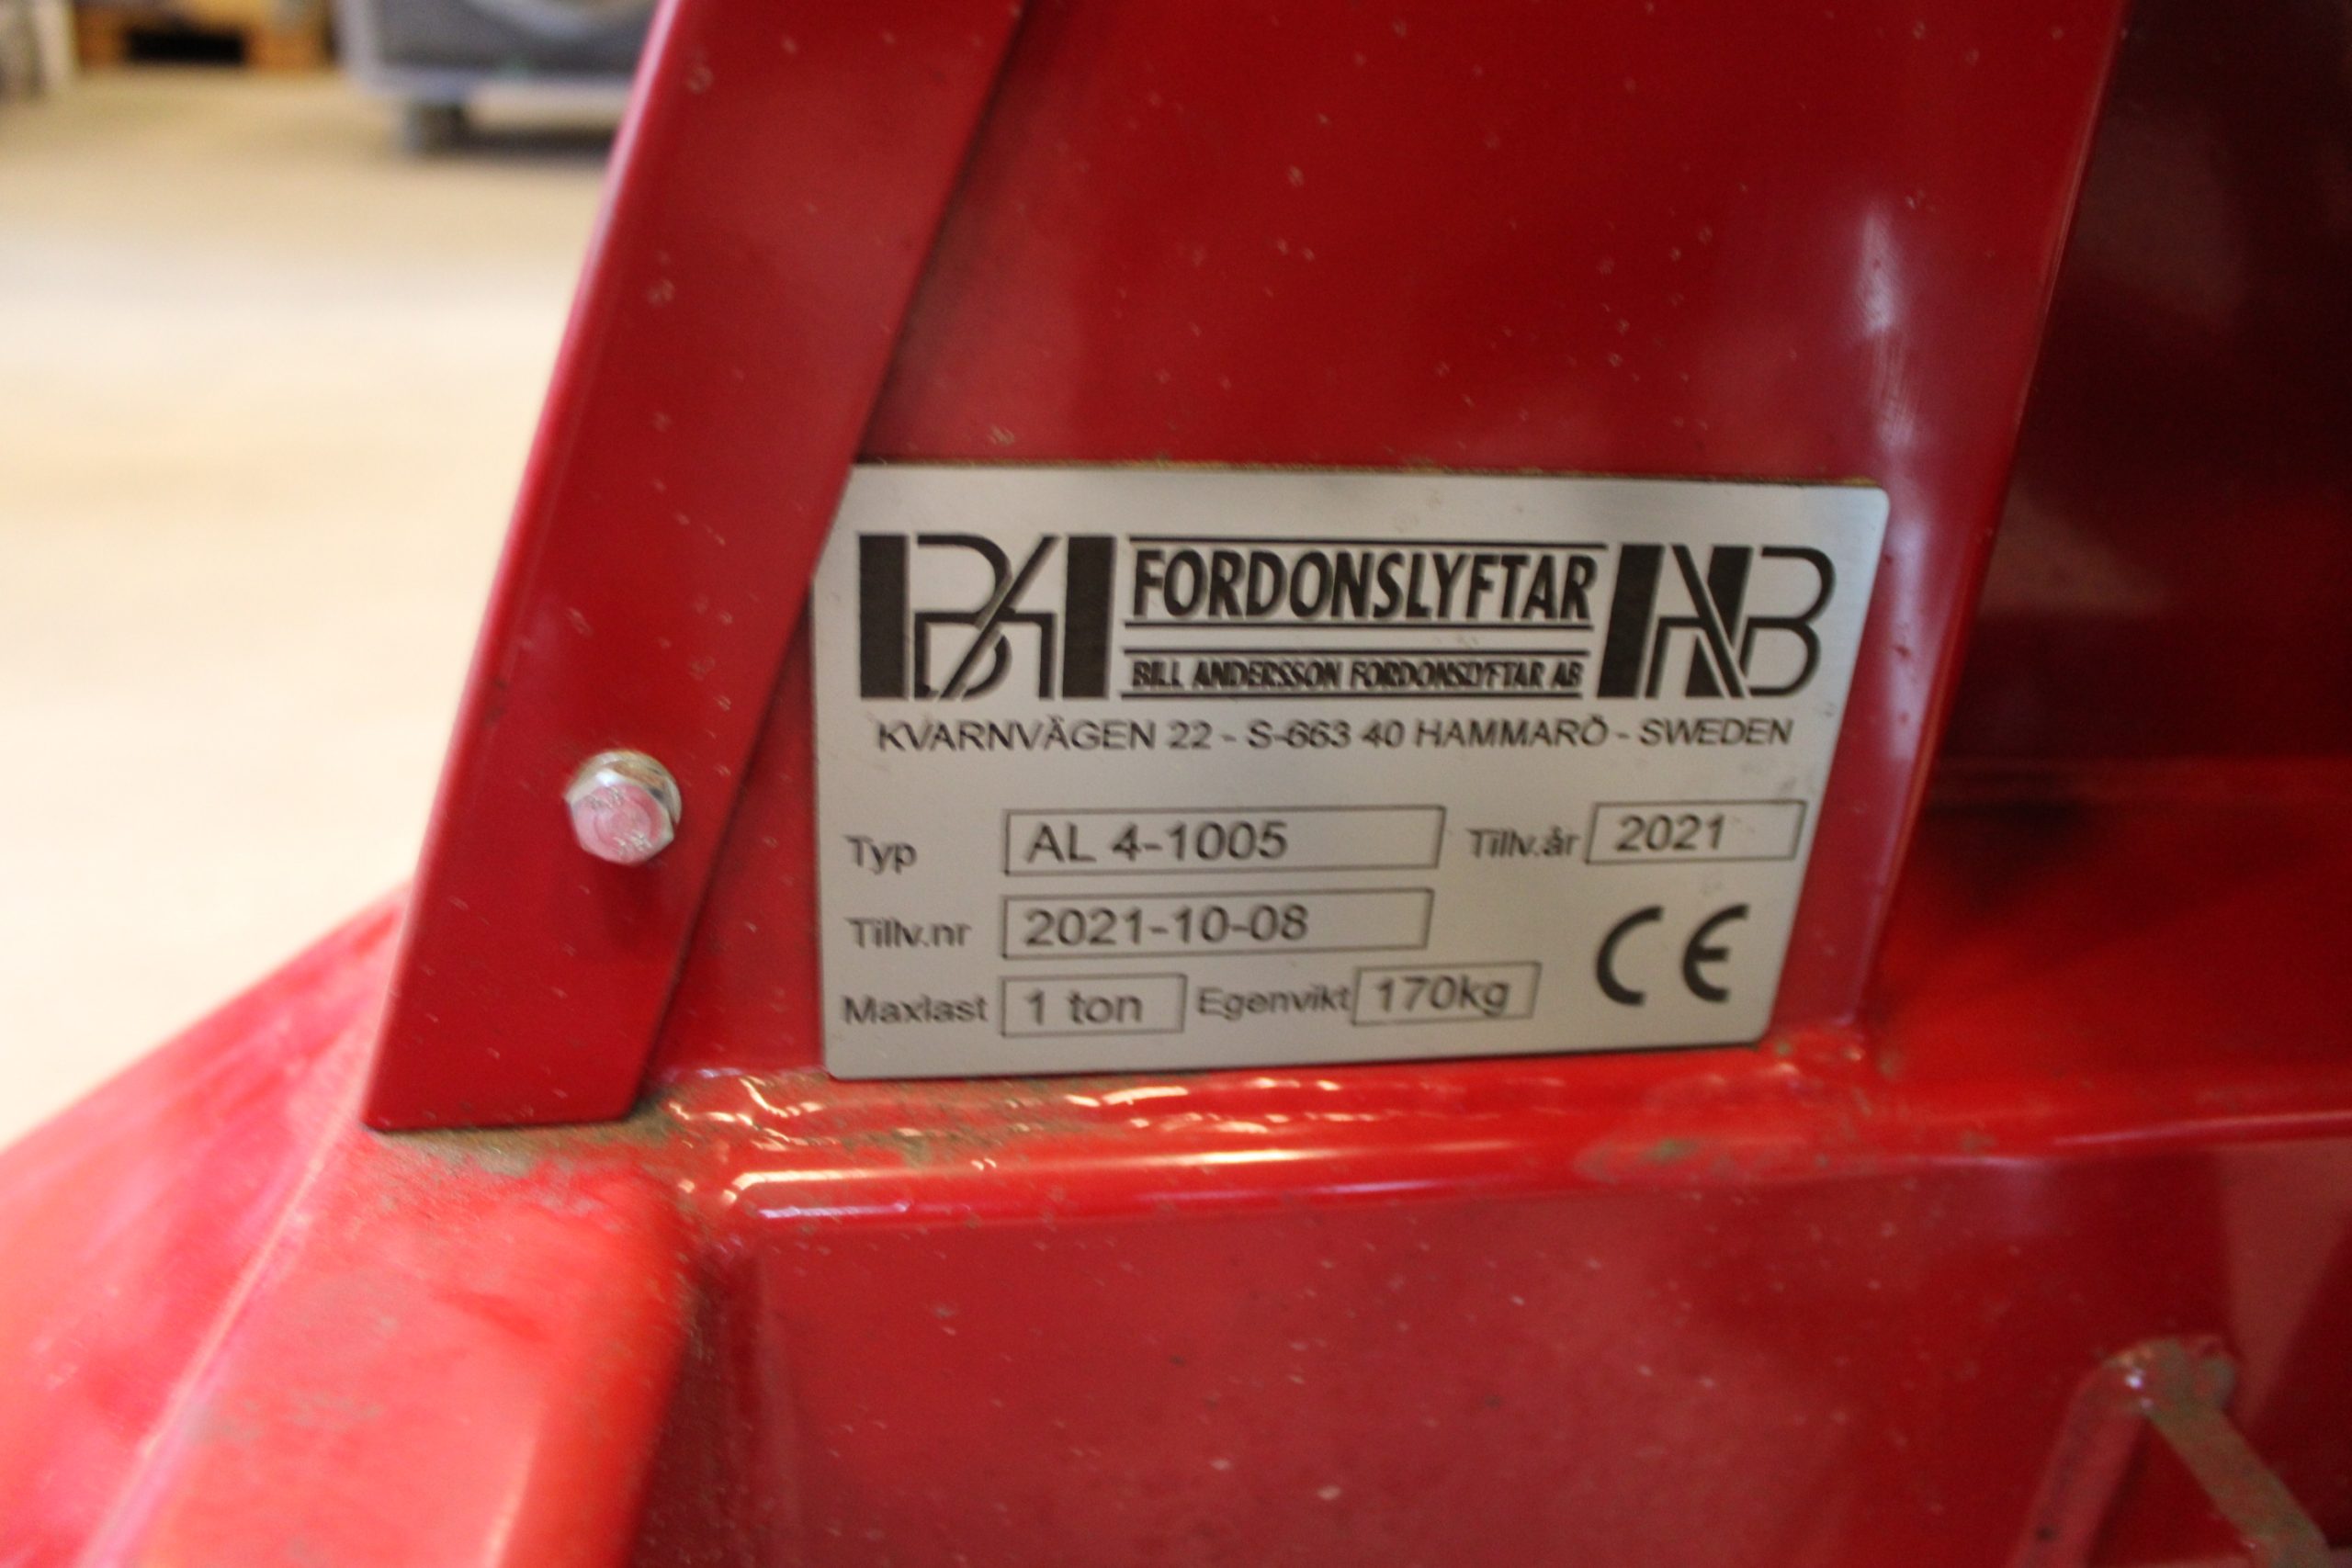 BA FORDONSLYFTAR AB
BILL ANDERSSON FORDONSLYFTAR AB
KVARNVÄGEN 22 - S-663 40 HAMMARÖ - SWEDEN
Typ AL 4-1005 Tillv.år 2021
Tillv.nr 2021-10-08
Maxlast 1 ton Egenvikt 170kg CE